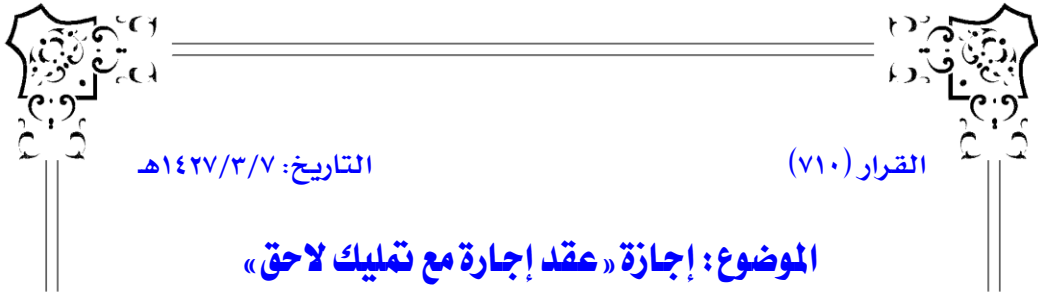 القرار (٧١٠) التاريخ: ١٤٢٧/٣/٧هـ
الموضوع: إجازة «عقد إجارة مع تمليك لاحق»